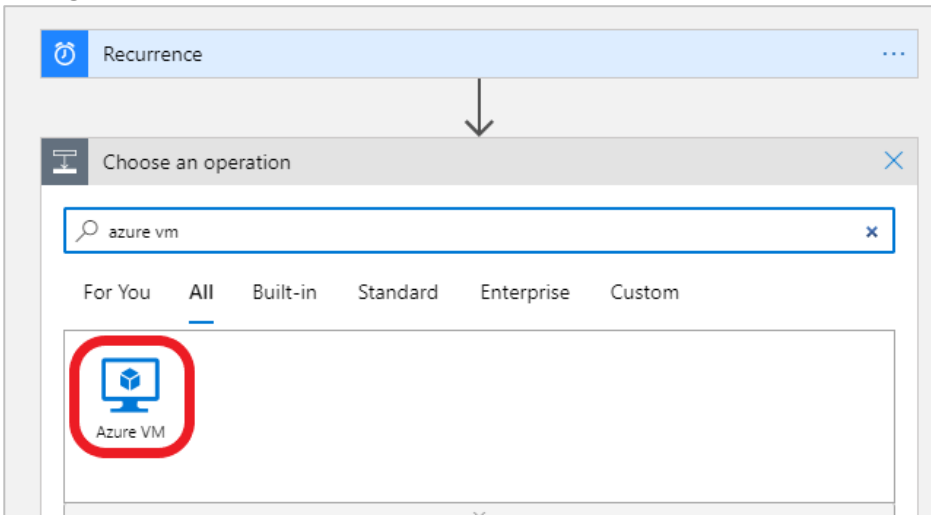 Recurrence
Choose an operation
azure vm
For You All Built-in Standard Enterprise Custom
Azure VM